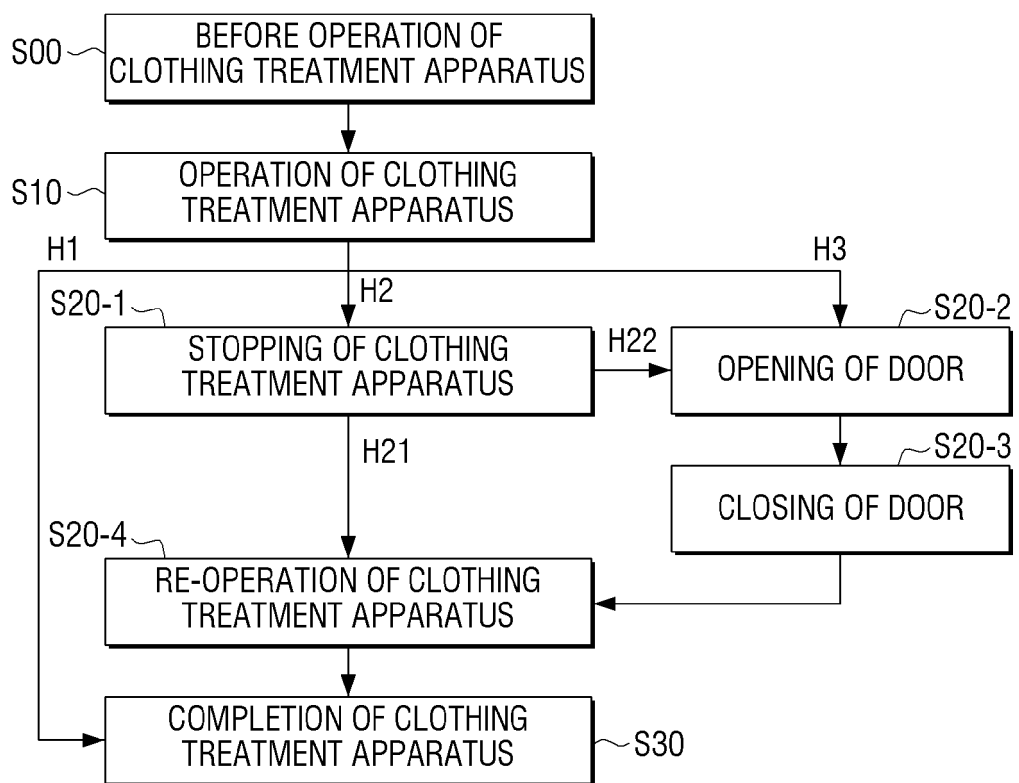 S00
BEFORE OPERATION OF
CLOTHING TREATMENT APPARATUS
S10
OPERATION OF CLOTHING
TREATMENT APPARATUS
H1
H2
H3
S20-1
STOPPING OF CLOTHING
TREATMENT APPARATUS
H22
S20-2
OPENING OF DOOR
H21
S20-3
CLOSING OF DOOR
S20-4
RE-OPERATION OF CLOTHING
TREATMENT APPARATUS
COMPLETION OF CLOTHING
TREATMENT APPARATUS
S30